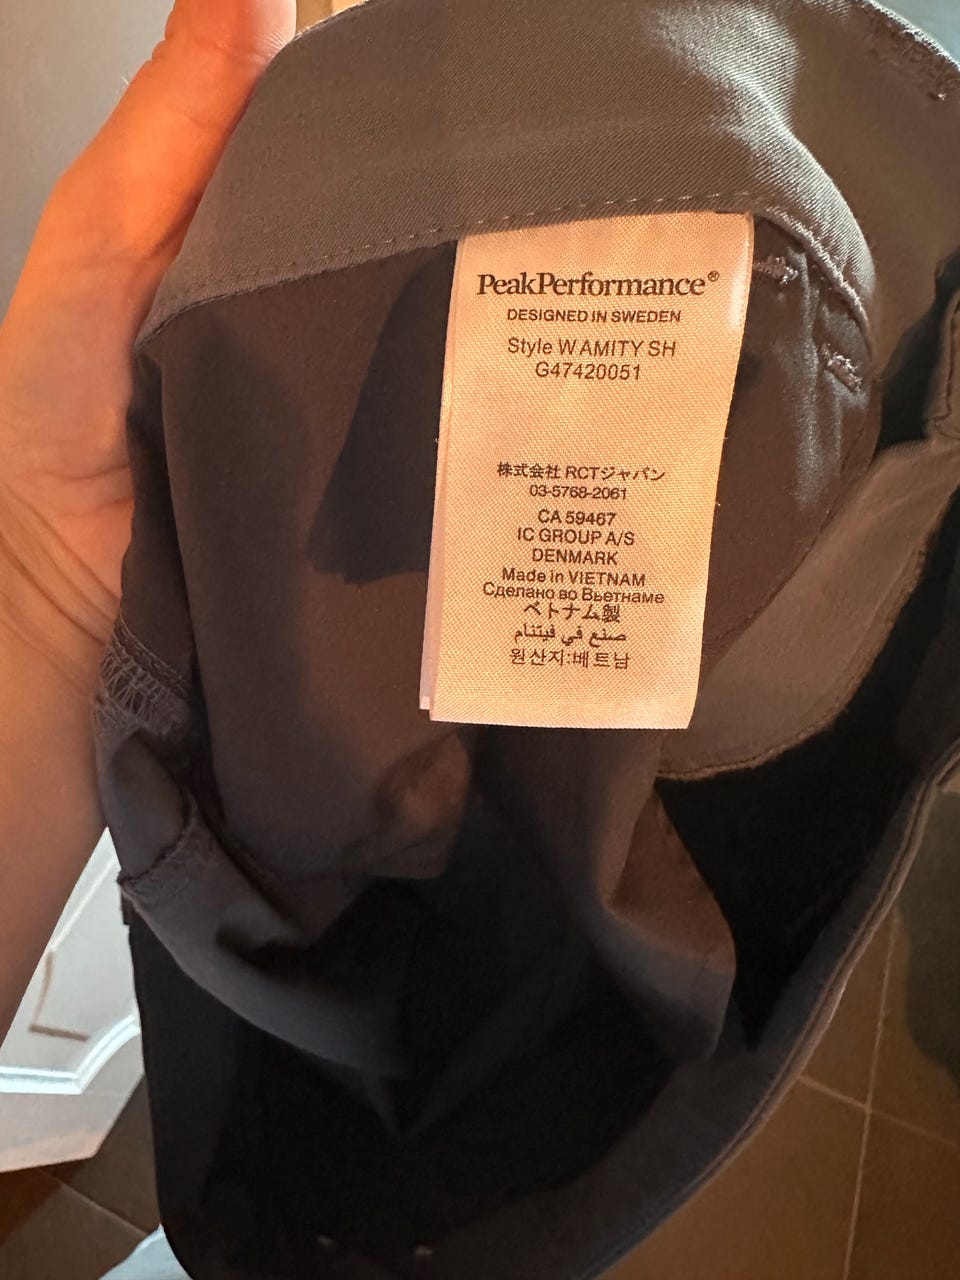 PeakPerformance®
DESIGNED IN SWEDEN
Style W AMITY SH
G47420051
株式会社 RCTジャパン
03-5768-2061
CA 59467
IC GROUP A/S
DENMARK
Made in VIETNAM
Сделано во Вьетнаме
ベトナム製
صنع في فيتنام
원산지:베트남